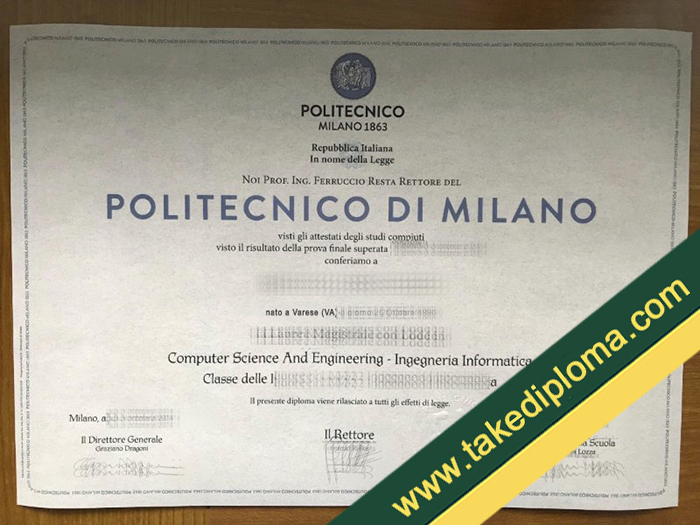 POLITECNICO
MILANO 1863
Repubblica Italiana
In nome della Legge
Noi Prof. Ing. Ferruccio Resta Rettore del
POLITECNICO DI MILANO
visti gli attestati degli studi compiuti
visto il risultato della prova finale superata
conferiamo a
nato a Varese (VA)
Computer Science And Engineering - Ingegneria Informatica
Classe delle
Il presente diploma viene rilasciato a tutti gli effetti di legge.
Milano,
Il Direttore Generale
Graziano Dragoni
Il Rettore
Scuola
Lozza
www.takediploma.com